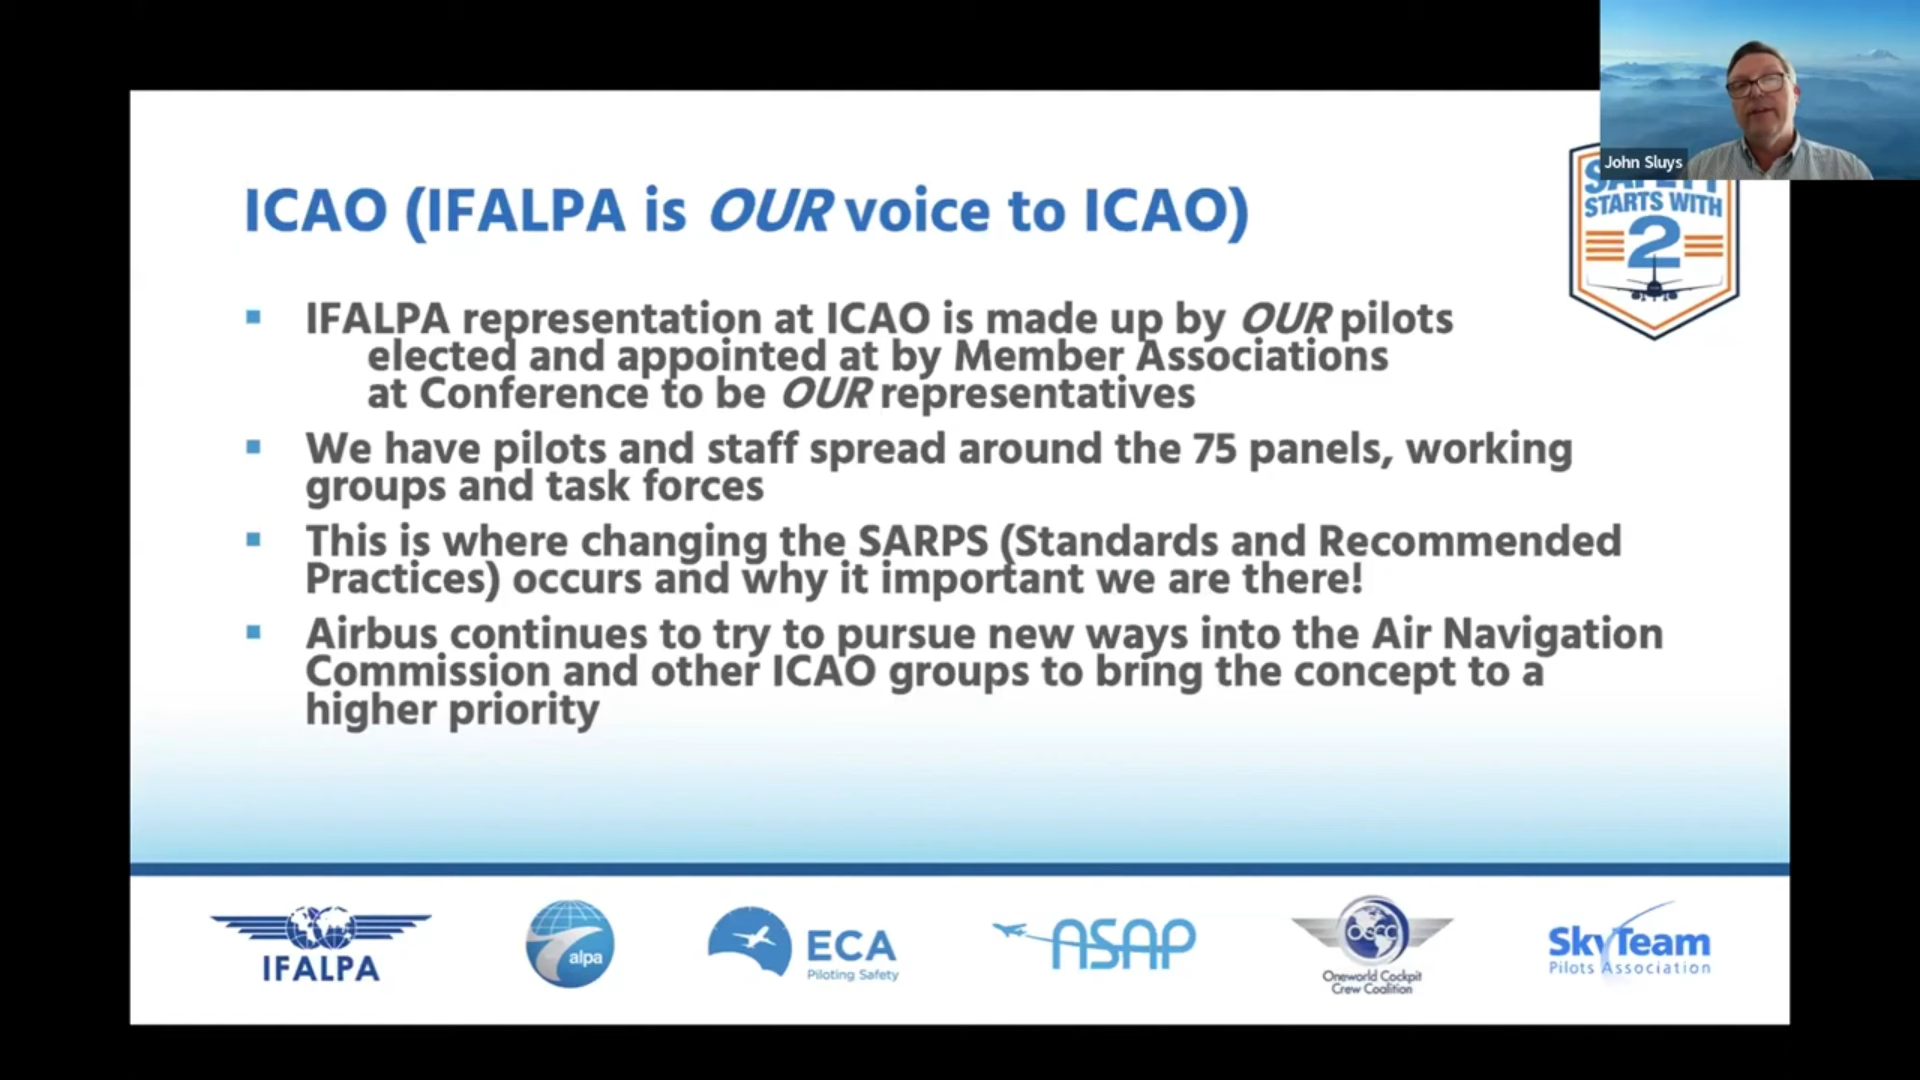 John Sluys
SAFETY
STARTS WITH
2
ICAO (IFALPA is OUR voice to ICAO)
IFALPA representation at ICAO is made up by OUR pilots
elected and appointed at by Member Associations
at Conference to be OUR representatives
We have pilots and staff spread around the 75 panels, working
groups and task forces
This is where changing the SARPS (Standards and Recommended
Practices) occurs and why it important we are there!
Airbus continues to try to pursue new ways into the Air Navigation
Commission and other ICAO groups to bring the concept to a
higher priority
IFALPA
alpa
ECA
Piloting Safety
ASAP
OCCC
Oneworld Cockpit
Crew Coalition
SkyTeam
Pilots Association